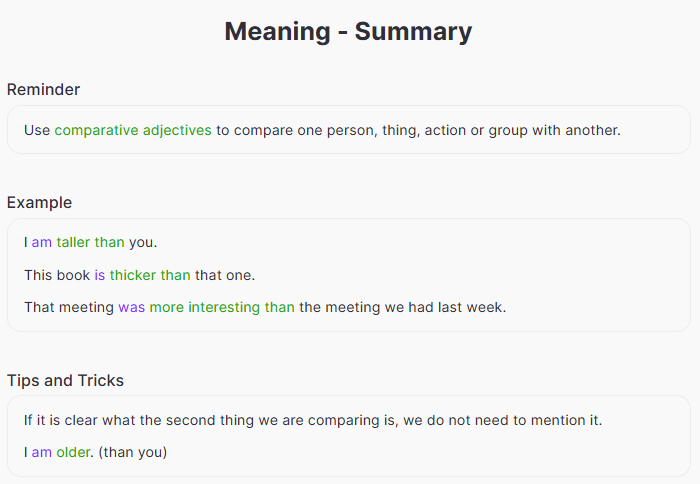 Meaning - Summary
Reminder
Use comparative adjectives to compare one person, thing, action or group with another.
Example
I am taller than you.
This book is thicker than that one.
That meeting was more interesting than the meeting we had last week.
Tips and Tricks
If it is clear what the second thing we are comparing is, we do not need to mention it.
I am older. (than you)